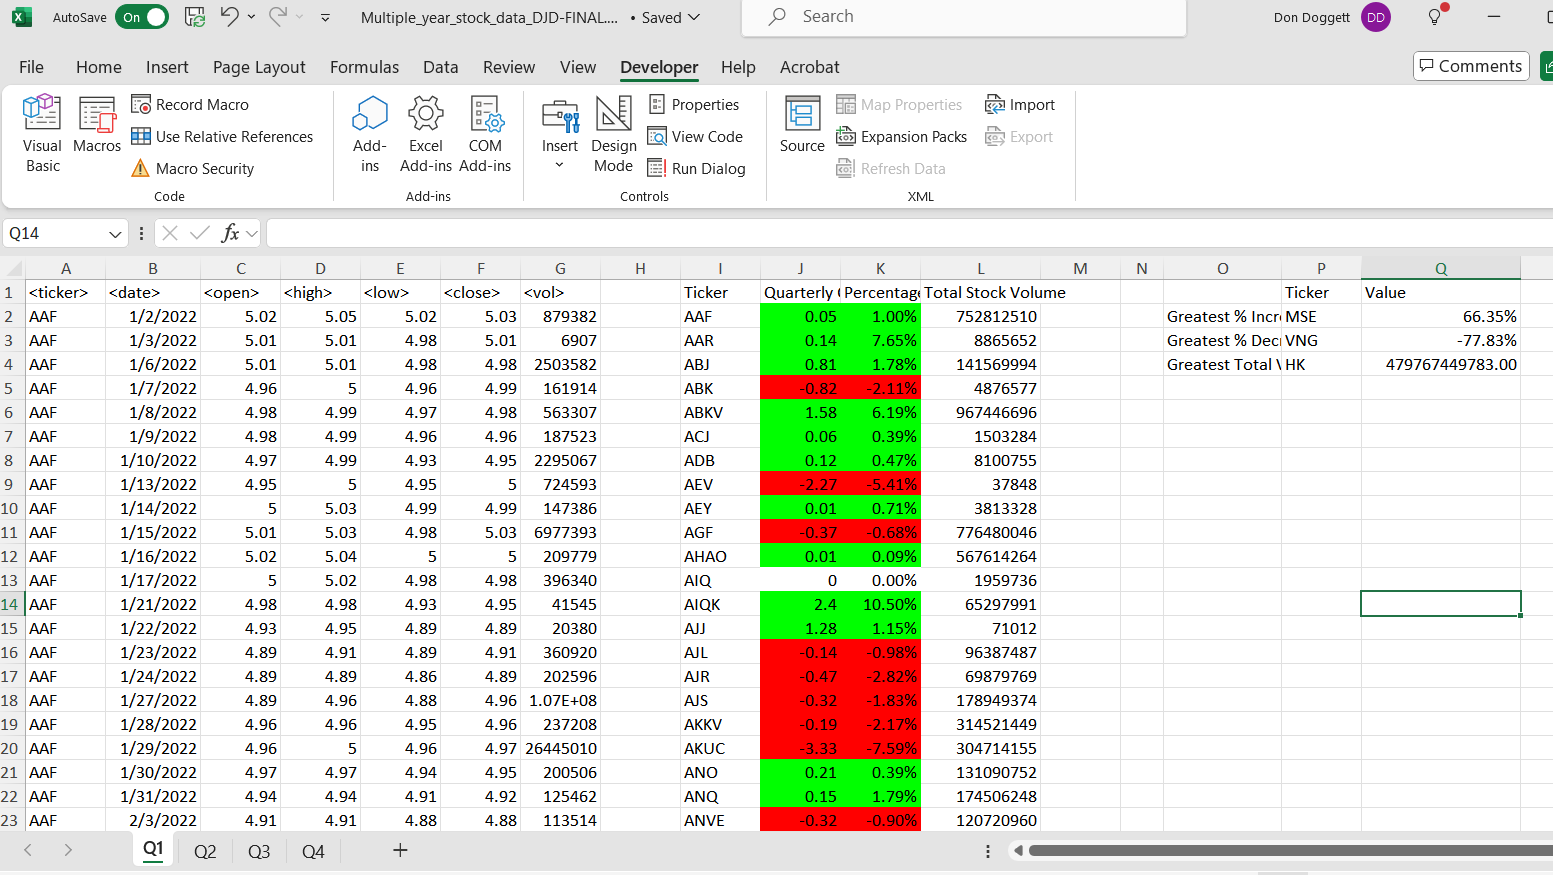 AutoSave On Multiple_year_stock_data_DJD-FINAL.... • Saved Search Don Doggett DD
File Home Insert Page Layout Formulas Data Review View Developer Help Acrobat Comments
Visual Basic Macros Record Macro Use Relative References Macro Security Code
Add-ins Excel Add-ins COM Add-ins Add-ins
Insert Design Mode Properties View Code Run Dialog Controls
Source Map Properties Expansion Packs Refresh Data Import Export XML
Q14 fx
A B C D E F G H I J K L M N O P Q
1 <ticker> <date> <open> <high> <low> <close> <vol> Ticker Quarterly Percentage Total Stock Volume Ticker Value
2 AAF 1/2/2022 5.02 5.05 5.02 5.03 879382 AAF 0.05 1.00% 752812510 Greatest % Incr MSE 66.35%
3 AAF 1/3/2022 5.01 5.01 4.98 5.01 6907 AAR 0.14 7.65% 8865652 Greatest % Dec VNG -77.83%
4 AAF 1/6/2022 5.01 5.01 4.98 4.98 2503582 ABJ 0.81 1.78% 141569994 Greatest Total HK 479767449783.00
5 AAF 1/7/2022 4.96 5 4.96 4.99 161914 ABK -0.82 -2.11% 4876577
6 AAF 1/8/2022 4.98 4.99 4.97 4.98 563307 ABKV 1.58 6.19% 967446696
7 AAF 1/9/2022 4.98 4.99 4.96 4.96 187523 ACJ 0.06 0.39% 1503284
8 AAF 1/10/2022 4.97 4.99 4.93 4.95 2295067 ADB 0.12 0.47% 8100755
9 AAF 1/13/2022 4.95 5 4.95 5 724593 AEV -2.27 -5.41% 37848
10 AAF 1/14/2022 5 5.03 4.99 4.99 147386 AEY 0.01 0.71% 3813328
11 AAF 1/15/2022 5.01 5.03 4.98 5.03 6977393 AGF -0.37 -0.68% 776480046
12 AAF 1/16/2022 5.02 5.04 5 5 209779 AHAO 0.01 0.09% 567614264
13 AAF 1/17/2022 5 5.02 4.98 4.98 396340 AIQ 0 0.00% 1959736
14 AAF 1/21/2022 4.98 4.98 4.93 4.95 41545 AIQK 2.4 10.50% 65297991
15 AAF 1/22/2022 4.93 4.95 4.89 4.89 20380 AJJ 1.28 1.15% 71012
16 AAF 1/23/2022 4.89 4.91 4.89 4.91 360920 AJL -0.14 -0.98% 96387487
17 AAF 1/24/2022 4.89 4.89 4.86 4.89 202596 AJR -0.47 -2.82% 69879769
18 AAF 1/27/2022 4.89 4.96 4.88 4.96 1.07E+08 AJS -0.32 -1.83% 178949374
19 AAF 1/28/2022 4.96 4.96 4.95 4.96 237208 AKKV -0.19 -2.17% 314521449
20 AAF 1/29/2022 4.96 5 4.96 4.97 26445010 AKUC -3.33 -7.59% 304714155
21 AAF 1/30/2022 4.97 4.97 4.94 4.95 200506 ANO 0.21 0.39% 131090752
22 AAF 1/31/2022 4.94 4.94 4.91 4.92 125462 ANQ 0.15 1.79% 174506248
23 AAF 2/3/2022 4.91 4.91 4.88 4.88 113514 ANVE -0.32 -0.90% 120720960
Q1 Q2 Q3 Q4 +